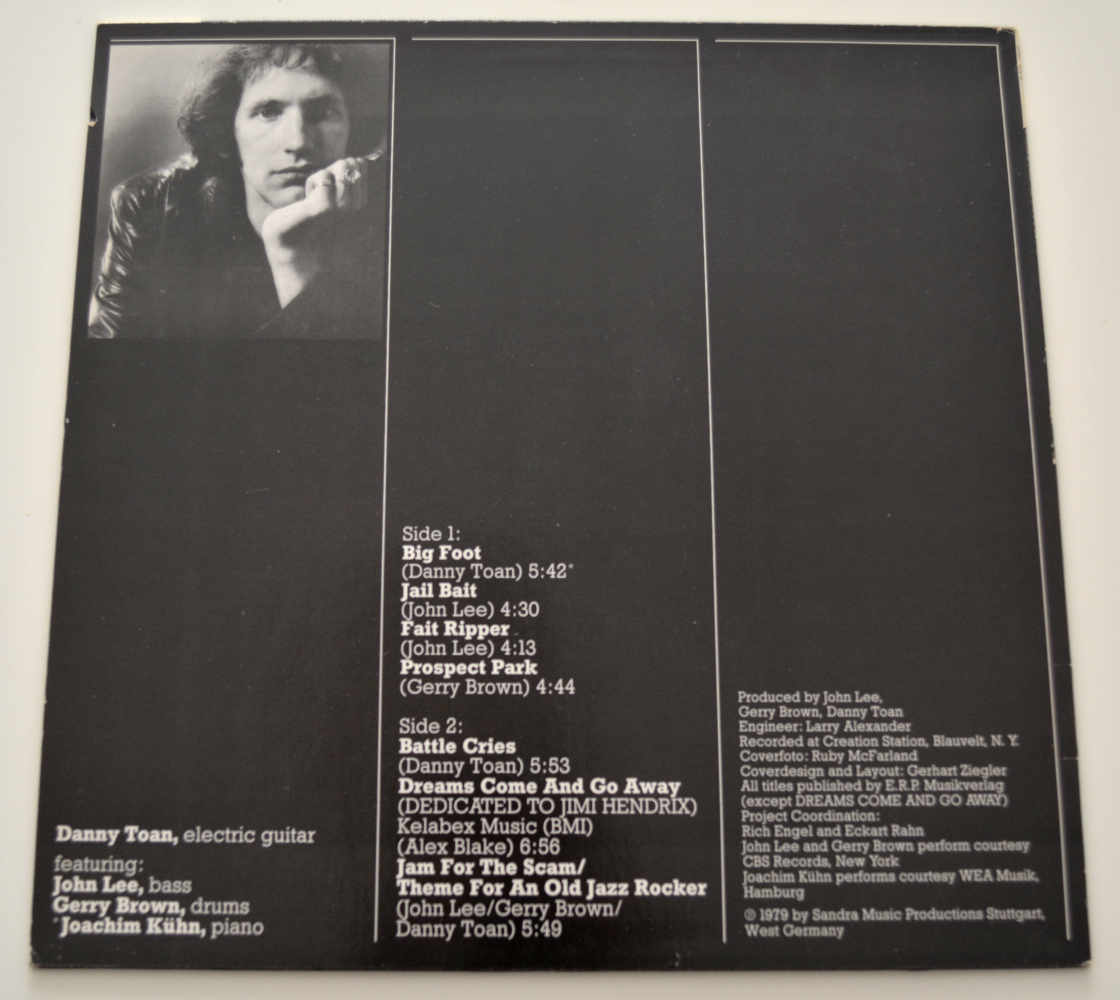 Danny Toan, electric guitar
featuring:
John Lee, bass
Gerry Brown, drums
*Joachim Kühn, piano
Side 1:
Big Foot
(Danny Toan) 5:42*
Jail Bait
(John Lee) 4:30
Fait Ripper
(John Lee) 4:13
Prospect Park
(Gerry Brown) 4:44
Side 2:
Battle Cries
(Danny Toan) 5:53
Dreams Come And Go Away
(DEDICATED TO JIMI HENDRIX)
Kelabex Music (BMI)
(Alex Blake) 6:56
Jam For The Scam/
Theme For An Old Jazz Rocker
(John Lee/Gerry Brown/
Danny Toan) 5:49
Produced by John Lee,
Gerry Brown, Danny Toan
Engineer: Larry Alexander
Recorded at Creation Station, Blauvelt, N. Y.
Coverfoto: Ruby McFarland
Coverdesign and Layout: Gerhart Ziegler
All titles published by E.R.P. Musikverlag
(except DREAMS COME AND GO AWAY)
Project Coordination:
Rich Engel and Eckart Rahn
John Lee and Gerry Brown perform courtesy
CBS Records, New York
Joachim Kühn performs courtesy WEA Musik,
Hamburg
℗ 1979 by Sandra Music Productions Stuttgart,
West Germany